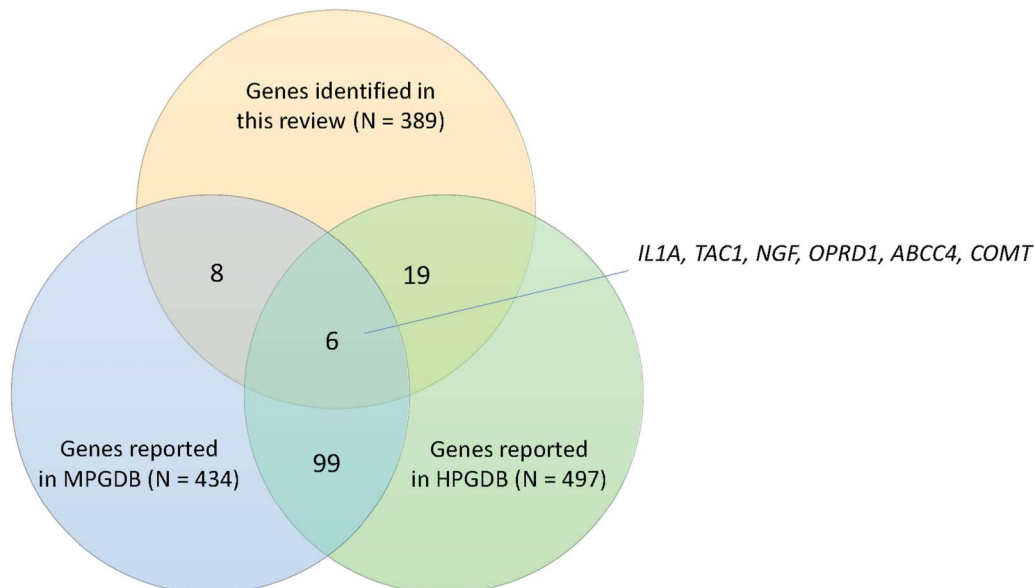 Genes identified in
this review (N = 389)
8
19
IL1A, TAC1, NGF, OPRD1, ABCC4, COMT
6
Genes reported
in MPGDB (N = 434)
99
Genes reported
in HPGDB (N = 497)